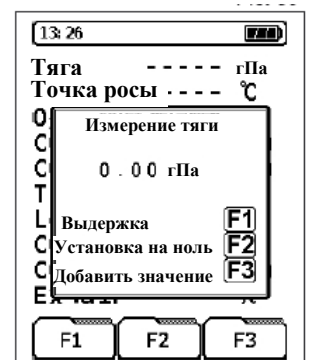 13:26
Тяга - - - - - гПа
Точка росы - - - - °C
Измерение тяги
0.00 гПа
Выдержка F1
Установка на ноль F2
Добавить значение F3
F1 F2 F3